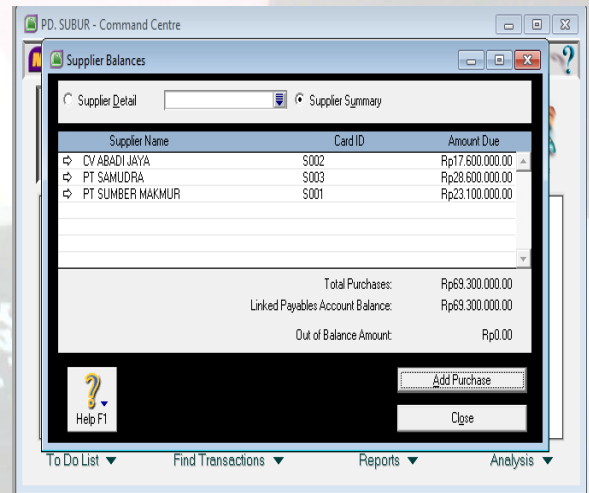 PD. SUBUR - Command Centre
Supplier Balances
Supplier Detail Supplier Summary
Supplier Name Card ID Amount Due
CV ABADI JAYA S002 Rp17.600.000.00
PT SAMUDRA S003 Rp28.600.000.00
PT SUMBER MAKMUR S001 Rp23.100.000.00
Total Purchases: Rp69.300.000.00
Linked Payables Account Balance: Rp69.300.000.00
Out of Balance Amount: Rp0.00
Add Purchase
Help F1 Close
To Do List Find Transactions Reports Analysis